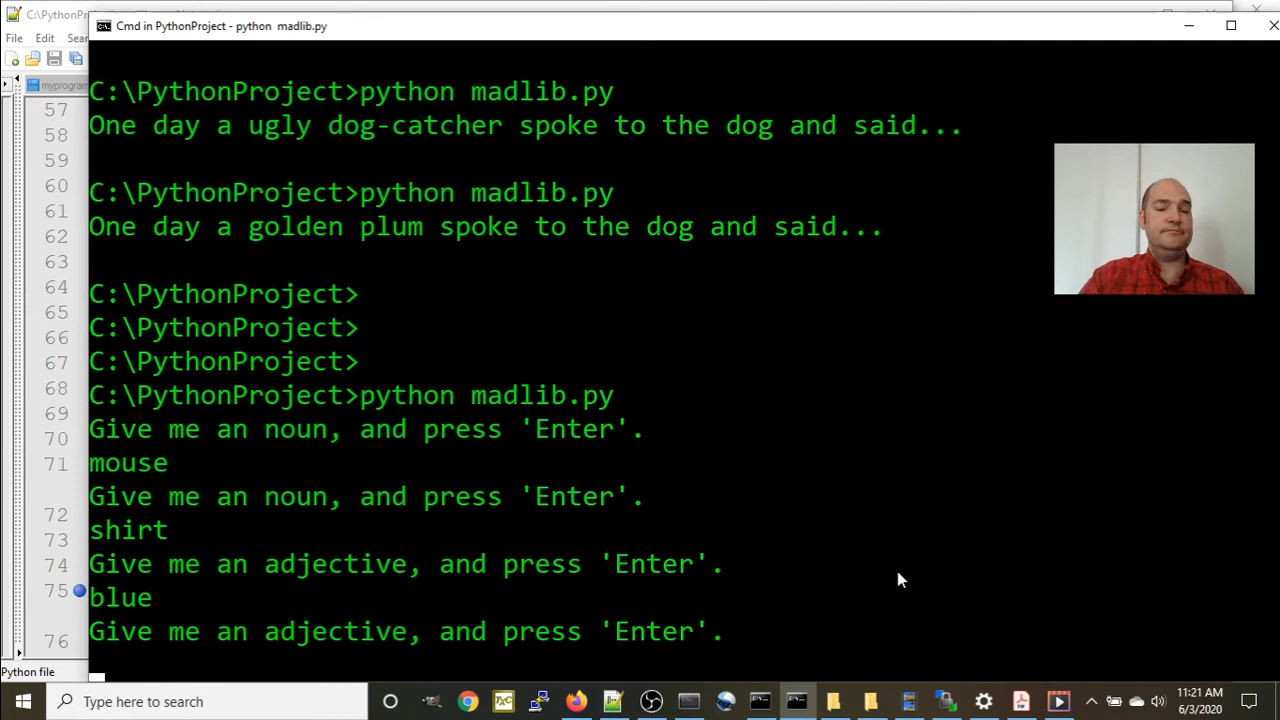 C:\PythonPro
Cmd in PythonProject - python  madlib.py
File Edit Sear
myprogram
57
58
59
60
61
62
63
64
65
66
67
68
69
70
71
72
73
74
75
76
C:\PythonProject>python madlib.py
One day a ugly dog-catcher spoke to the dog and said...
C:\PythonProject>python madlib.py
One day a golden plum spoke to the dog and said...
C:\PythonProject>
C:\PythonProject>
C:\PythonProject>
C:\PythonProject>python madlib.py
Give me an noun, and press 'Enter'.
mouse
Give me an noun, and press 'Enter'.
shirt
Give me an adjective, and press 'Enter'.
blue
Give me an adjective, and press 'Enter'.
Python file
Type here to search
11:21 AM
6/3/2020